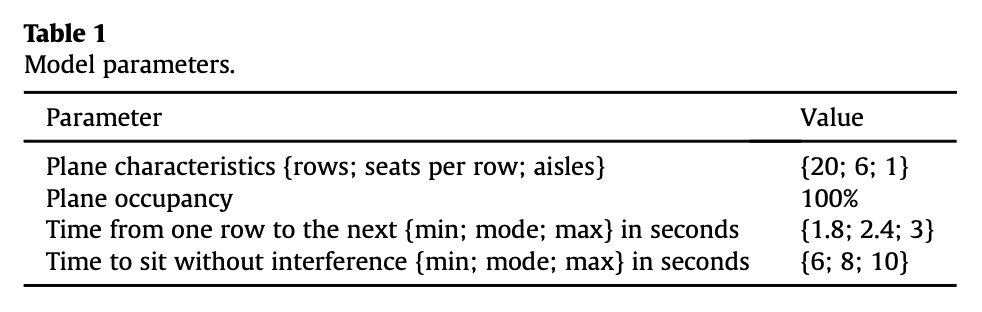 Table 1
Model parameters.
Parameter Value
Plane characteristics {rows; seats per row; aisles} {20; 6; 1}
Plane occupancy 100%
Time from one row to the next {min; mode; max} in seconds {1.8; 2.4; 3}
Time to sit without interference {min; mode; max} in seconds {6; 8; 10}